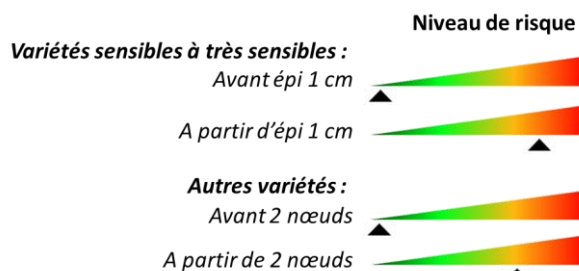 Niveau de risque
Variétés sensibles à très sensibles :
Avant épi 1 cm
A partir d'épi 1 cm
Autres variétés :
Avant 2 nœuds
A partir de 2 nœuds